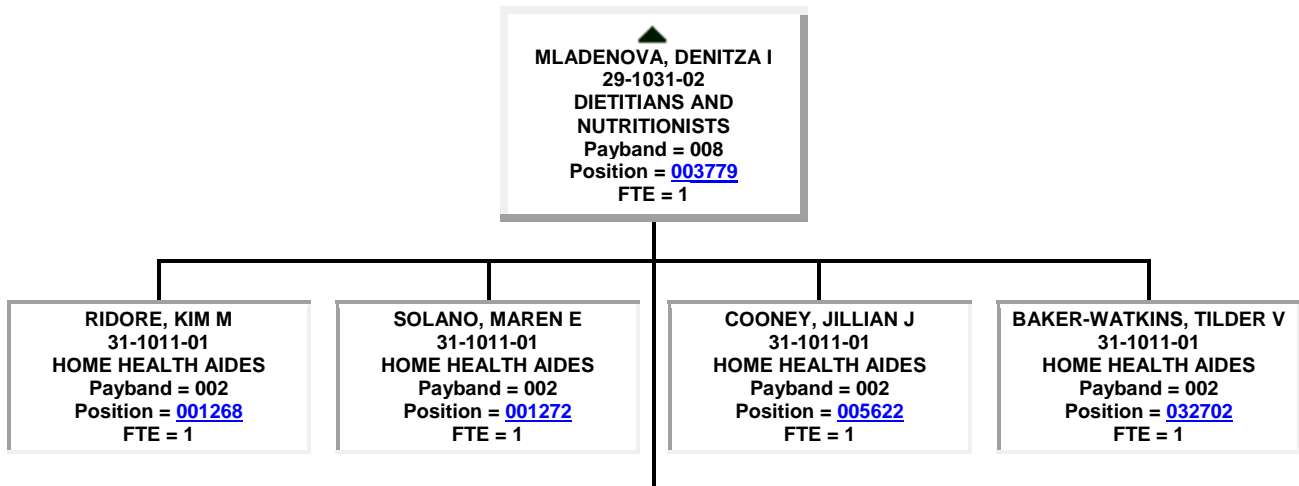 MLADENOVA, DENITZA I
29-1031-02
DIETITIANS AND
NUTRITIONISTS
Payband = 008
Position = 003779
FTE = 1
RIDORE, KIM M
31-1011-01
HOME HEALTH AIDES
Payband = 002
Position = 001268
FTE = 1
SOLANO, MAREN E
31-1011-01
HOME HEALTH AIDES
Payband = 002
Position = 001272
FTE = 1
COONEY, JILLIAN J
31-1011-01
HOME HEALTH AIDES
Payband = 002
Position = 005622
FTE = 1
BAKER-WATKINS, TILDER V
31-1011-01
HOME HEALTH AIDES
Payband = 002
Position = 032702
FTE = 1